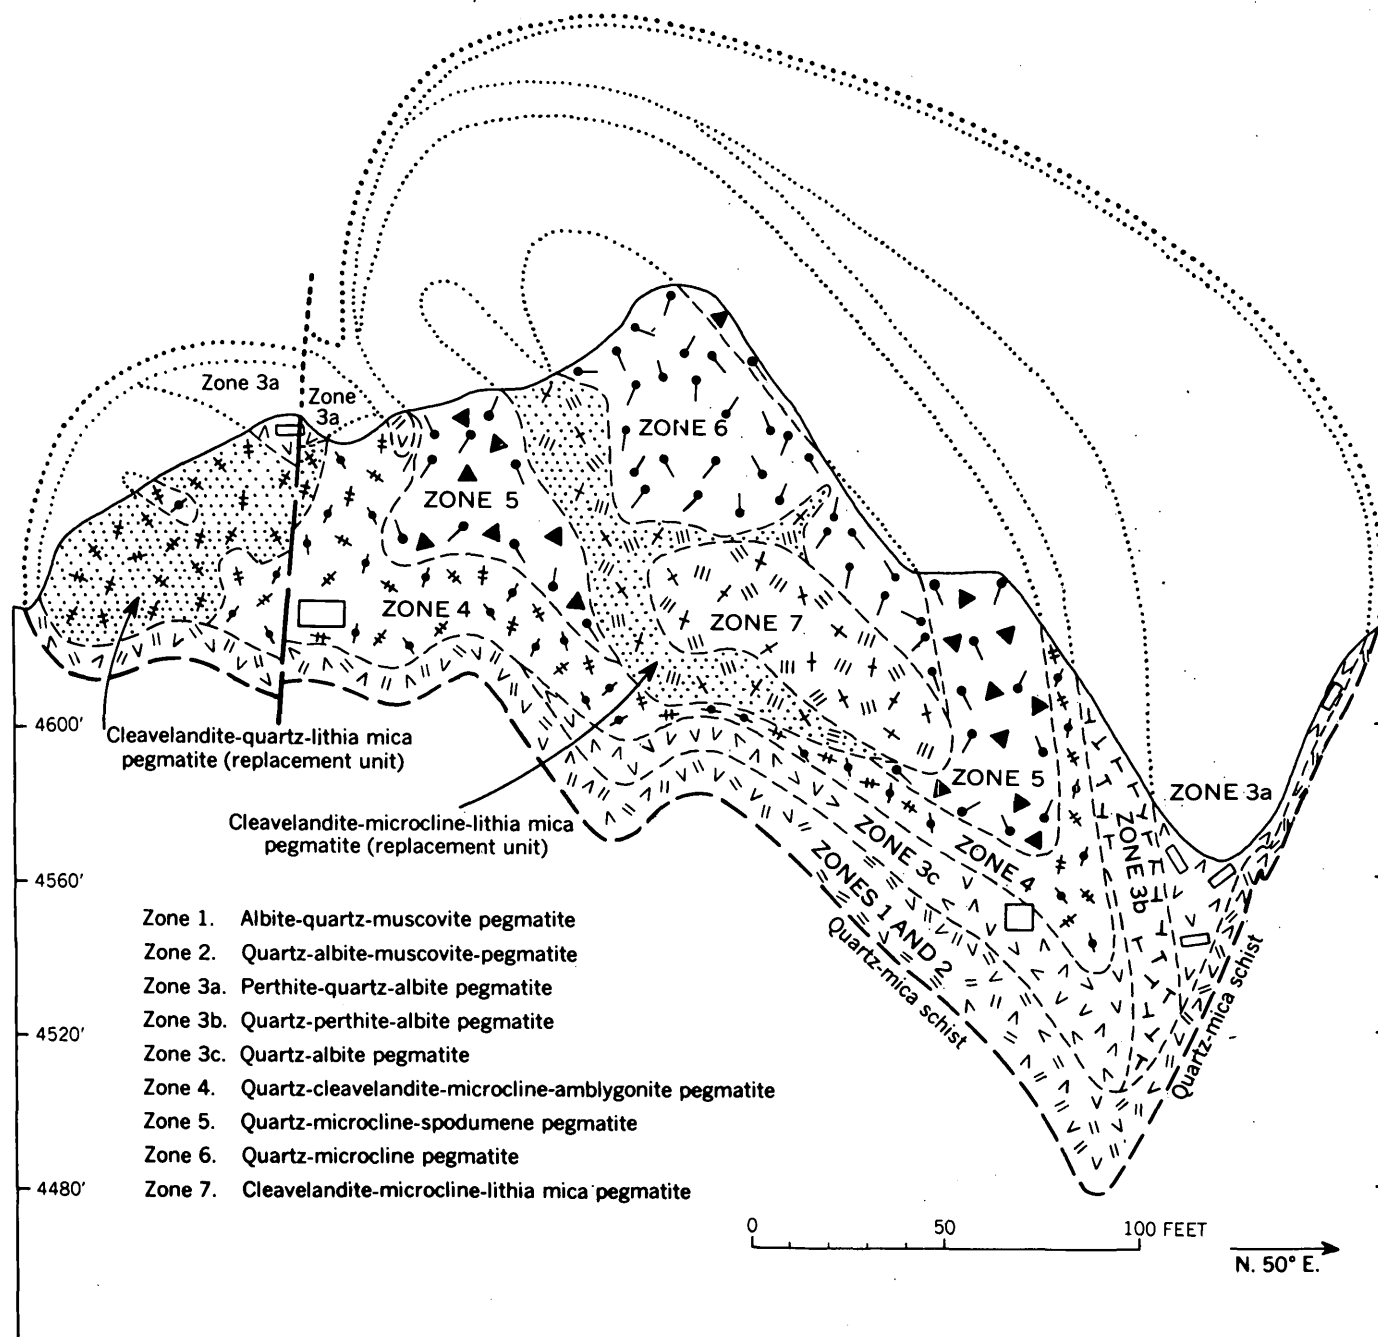 Zone 3a
Zone
3a
ZONE 6
ZONE 5
ZONE 4
ZONE 7
4600'
Cleavelandite-quartz-lithia mica
pegmatite (replacement unit)
ZONE 5
ZONE 3a
Cleavelandite-microcline-lithia mica
pegmatite (replacement unit)
ZONE 3c
ZONE 4
ZONE 3b
ZONES 1 AND 2
Quartz-mica schist
Quartz-mica schist
4560'
4520'
4480'
Zone 1. Albite-quartz-muscovite pegmatite
Zone 2. Quartz-albite-muscovite-pegmatite
Zone 3a. Perthite-quartz-albite pegmatite
Zone 3b. Quartz-perthite-albite pegmatite
Zone 3c. Quartz-albite pegmatite
Zone 4. Quartz-cleavelandite-microcline-amblygonite pegmatite
Zone 5. Quartz-microcline-spodumene pegmatite
Zone 6. Quartz-microcline pegmatite
Zone 7. Cleavelandite-microcline-lithia mica pegmatite
0 50 100 FEET
N. 50° E.